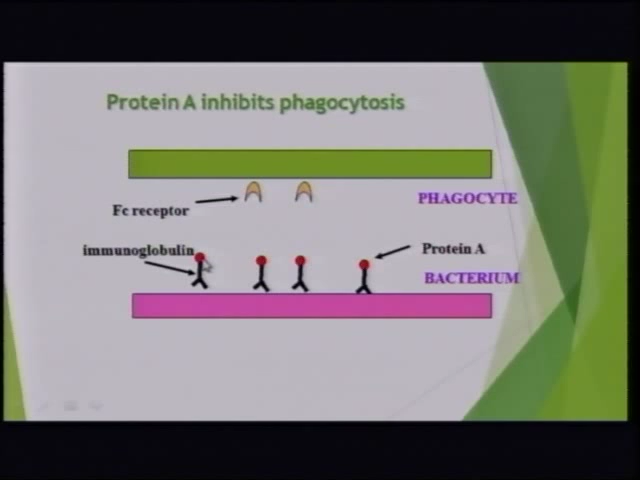 Protein A inhibits phagocytosis
PHAGOCYTE
Fc receptor
immunoglobulin
Protein A
BACTERIUM